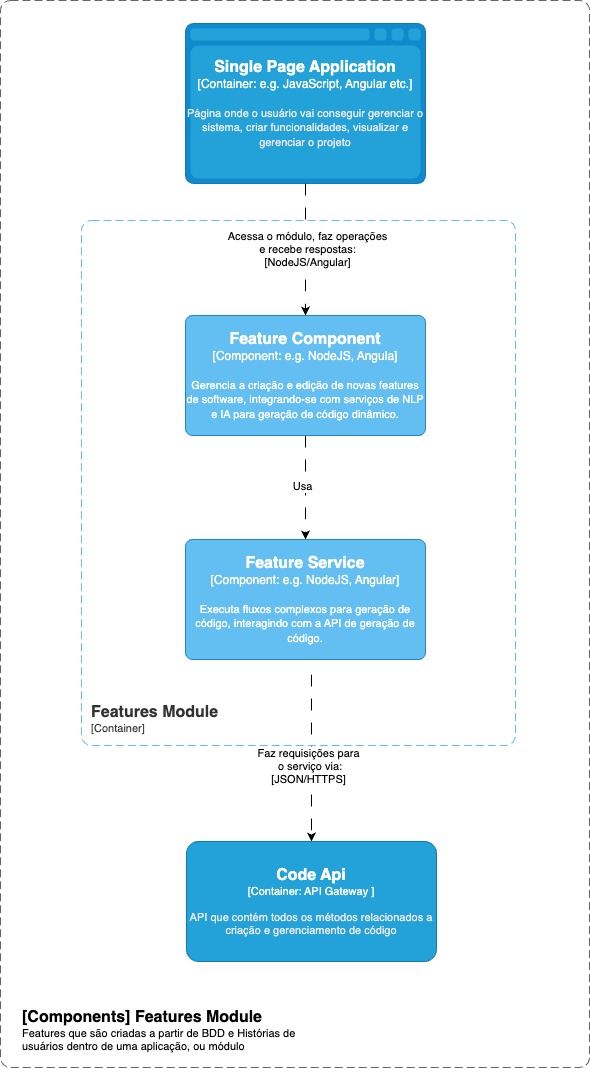 Single Page Application
[Container: e.g. JavaScript, Angular etc.]
Página onde o usuário vai conseguir gerenciar o
sistema, criar funcionalidades, visualizar e
gerenciar o projeto
Acessa o módulo, faz operações
e recebe respostas:
[NodeJS/Angular]
Feature Component
[Component: e.g. NodeJS, Angula]
Gerencia a criação e edição de novas features
de software, integrando-se com serviços de NLP
e IA para geração de código dinâmico.
Usa
Feature Service
[Component: e.g. NodeJS, Angular]
Executa fluxos complexos para geração de
código, interagindo com a API de geração de
código.
Features Module
[Container]
Faz requisições para
o serviço via:
[JSON/HTTPS]
Code Api
[Container: API Gateway ]
API que contém todos os métodos relacionados a
criação e gerenciamento de código
[Components] Features Module
Features que são criadas a partir de BDD e Histórias de
usuários dentro de uma aplicação, ou módulo